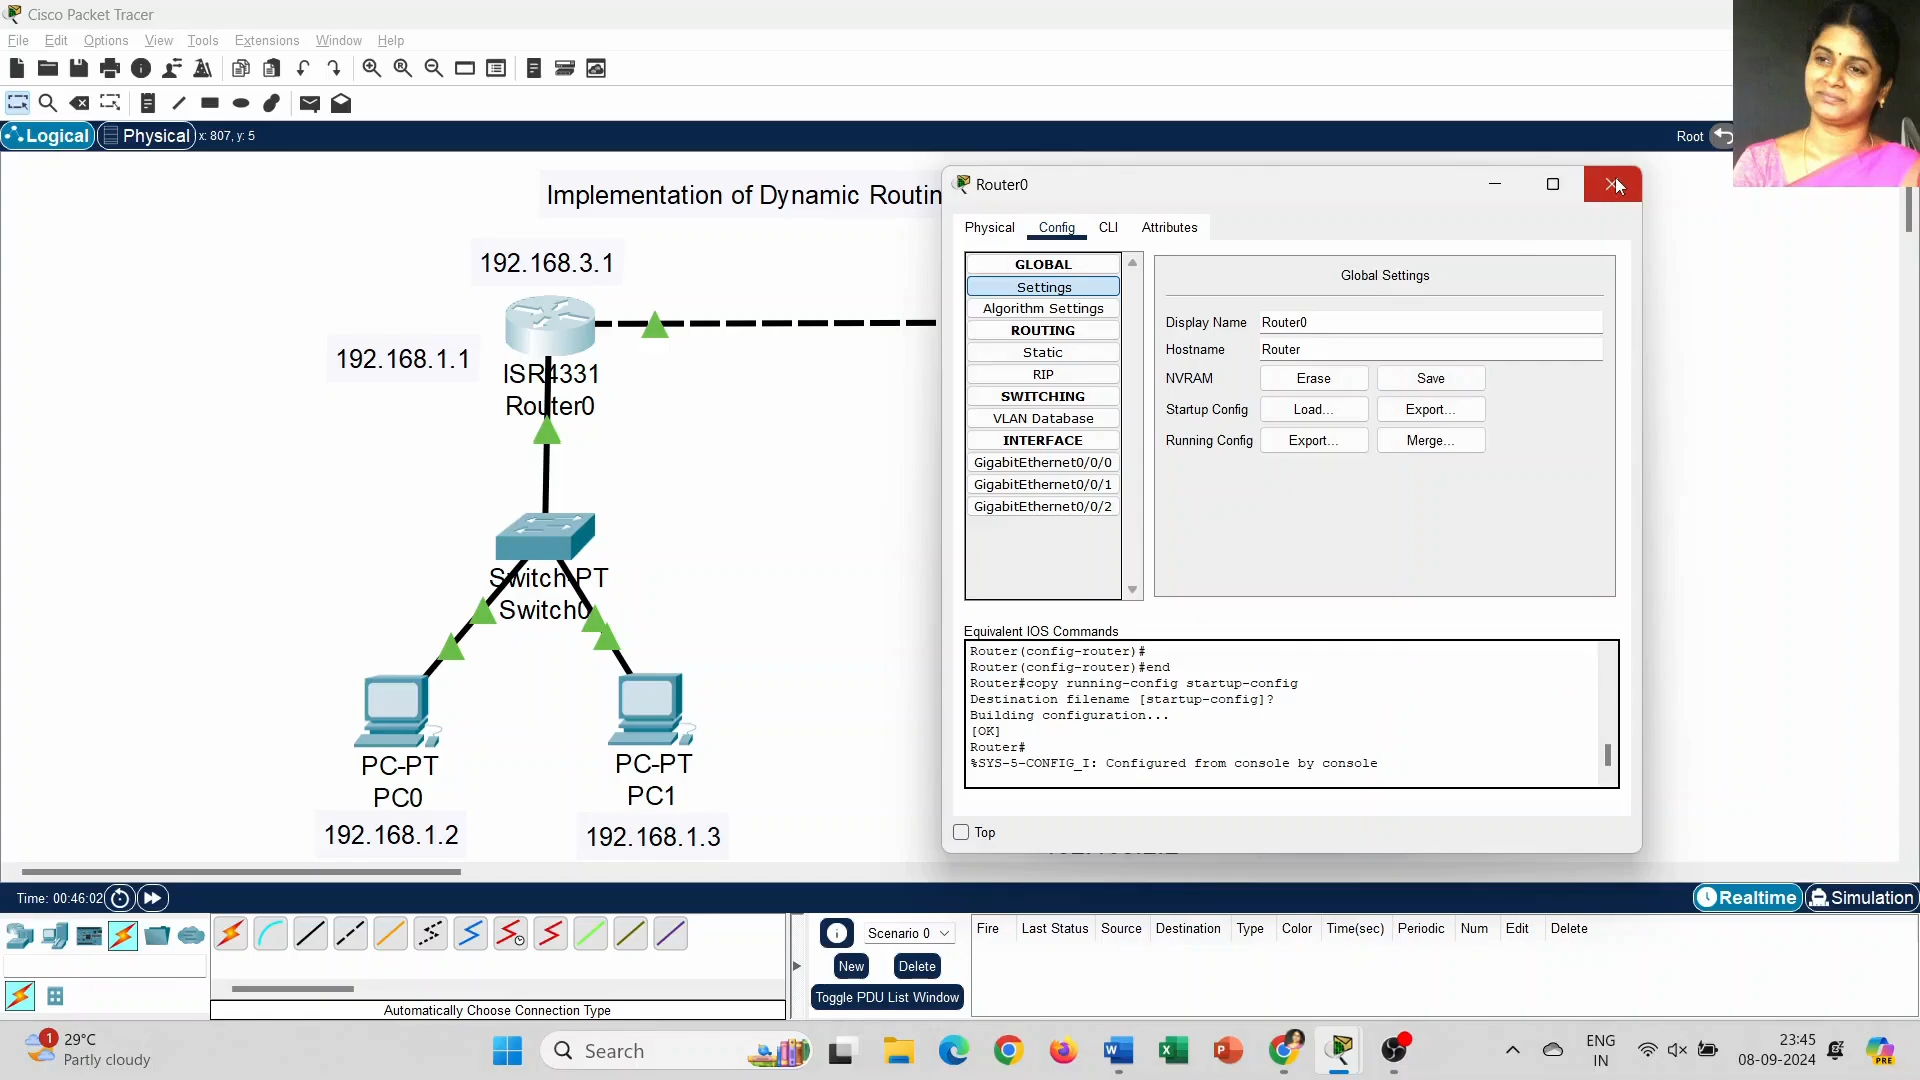 Cisco Packet Tracer
File Edit Options View Tools Extensions Window Help
Logical Physical x: 807, y: 5 Root
Implementation of Dynamic Routin
192.168.3.1
192.168.1.1
ISR4331
Router0
Switch-PT
Switch0
PC-PT
PC0
192.168.1.2
PC-PT
PC1
192.168.1.3
Router0
Physical Config CLI Attributes
GLOBAL
Settings
Algorithm Settings
ROUTING
Static
RIP
SWITCHING
VLAN Database
INTERFACE
GigabitEthernet0/0/0
GigabitEthernet0/0/1
GigabitEthernet0/0/2
Global Settings
Display Name Router0
Hostname Router
NVRAM Erase Save
Startup Config Load... Export...
Running Config Export... Merge...
Equivalent IOS Commands
Router(config-router)#
Router(config-router)#end
Router#copy running-config startup-config
Destination filename [startup-config]?
Building configuration...
[OK]
Router#
%SYS-5-CONFIG_I: Configured from console by console
Top
Time: 00:46:02 Realtime Simulation
Scenario 0
New Delete
Toggle PDU List Window
Fire Last Status Source Destination Type Color Time(sec) Periodic Num Edit Delete
Automatically Choose Connection Type
1
29°C
Partly cloudy
Search
ENG
IN
23:45
08-09-2024
PRE